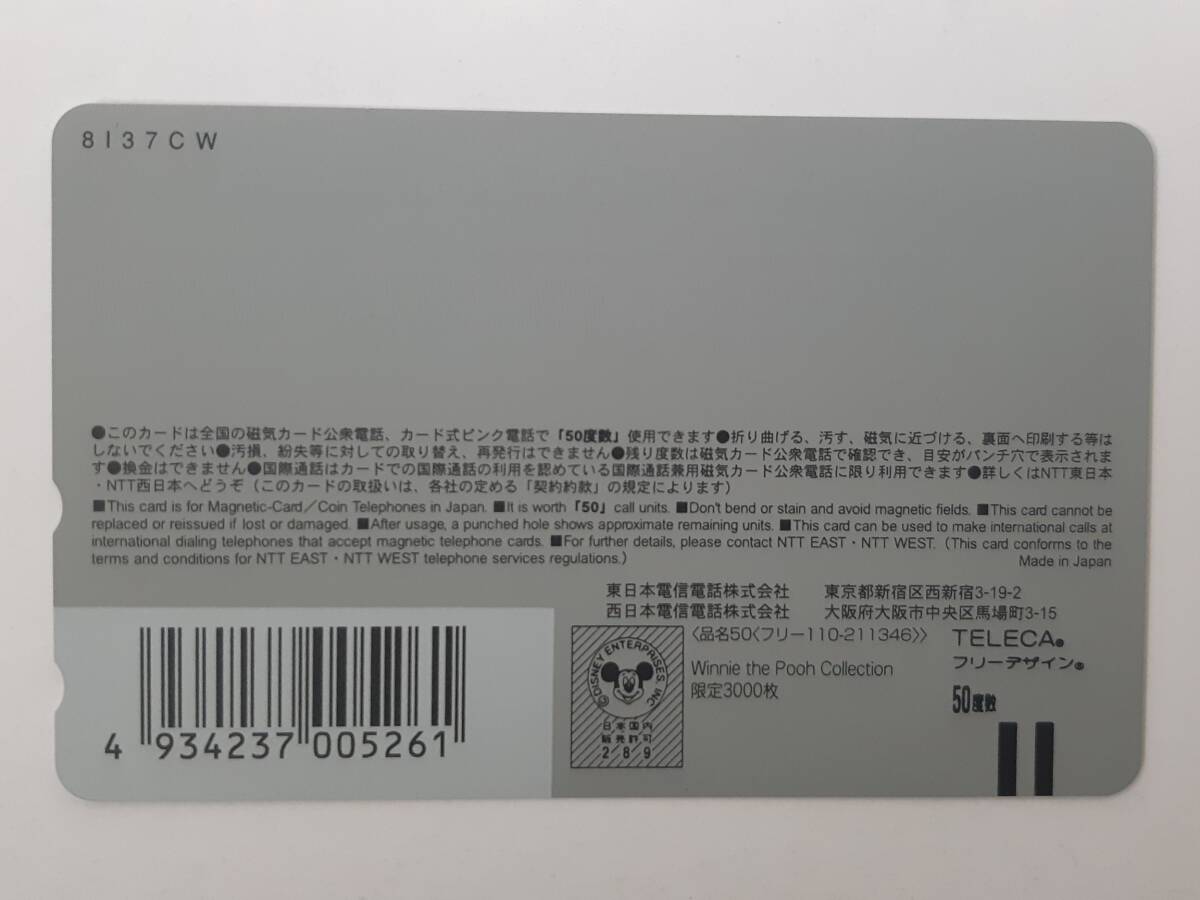 8I37CW
●このカードは全国の磁気カード公衆電話、カード式ピンク電話で「50度数」使用できます●折り曲げる、汚す、磁気に近づける、裏面へ印刷する等は
しないでください●汚損、紛失等に対しての取り替え、再発行はできません●残り度数は磁気カード公衆電話で確認でき、目安がパンチ穴で表示されま
す●換金はできません●国際通話はカードでの国際通話の利用を認めている国際通話兼用磁気カード公衆電話に限り利用できます●詳しくはNTT東日本
・NTT西日本へどうぞ（このカードの取扱いは、各社の定める「契約約款」の規定によります）
■This card is for Magnetic-Card/Coin Telephones in Japan. ■It is worth「50」call units. ■Don't bend or stain and avoid magnetic fields. ■This card cannot be
replaced or reissued if lost or damaged. ■After usage, a punched hole shows approximate remaining units. ■This card can be used to make international calls at
international dialing telephones that accept magnetic telephone cards. ■For further details, please contact NTT EAST・NTT WEST. (This card conforms to the
terms and conditions for NTT EAST・NTT WEST telephone services regulations.) Made in Japan
東日本電信電話株式会社 東京都新宿区西新宿3-19-2
西日本電信電話株式会社 大阪府大阪市中央区馬場町3-15
〈品名50〈フリー110-211346〉〉
TELECA®
フリーデザイン®
Winnie the Pooh Collection
限定3000枚
50度数
©DISNEY ENTERPRISES, INC
日本国内
販売許可
289
4 934237 005261